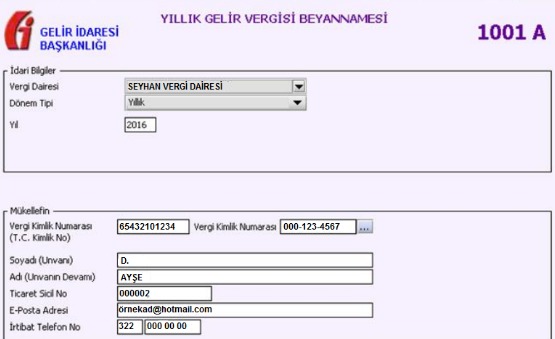 YILLIK GELİR VERGİSİ BEYANNAMESİ
GELİR İDARESİ
BAŞKANLIĞI
1001 A
İdari Bilgiler
Vergi Dairesi SEYHAN VERGİ DAİRESİ
Dönem Tipi Yıllık
Yıl 2016
Mükellefin
Vergi Kimlik Numarası 65432101234 Vergi Kimlik Numarası 000-123-4567 ...
(T.C. Kimlik No)
Soyadı (Unvanı) D.
Adı (Unvanın Devamı) AYŞE
Ticaret Sicil No 000002
E-Posta Adresi örnekad@hotmail.com
İrtibat Telefon No 322 000 00 00